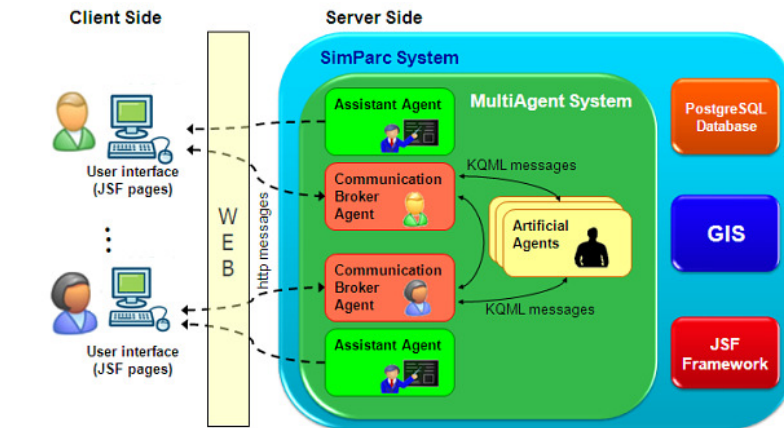 Client Side
Server Side
SimParc System
MultiAgent System
Assistant Agent
PostgreSQL
Database
User interface
(JSF pages)
KQML messages
Communication
Broker
Agent
W
E
B
http messages
Artificial
Agents
GIS
Communication
Broker
Agent
KQML messages
User interface
(JSF pages)
Assistant Agent
JSF
Framework